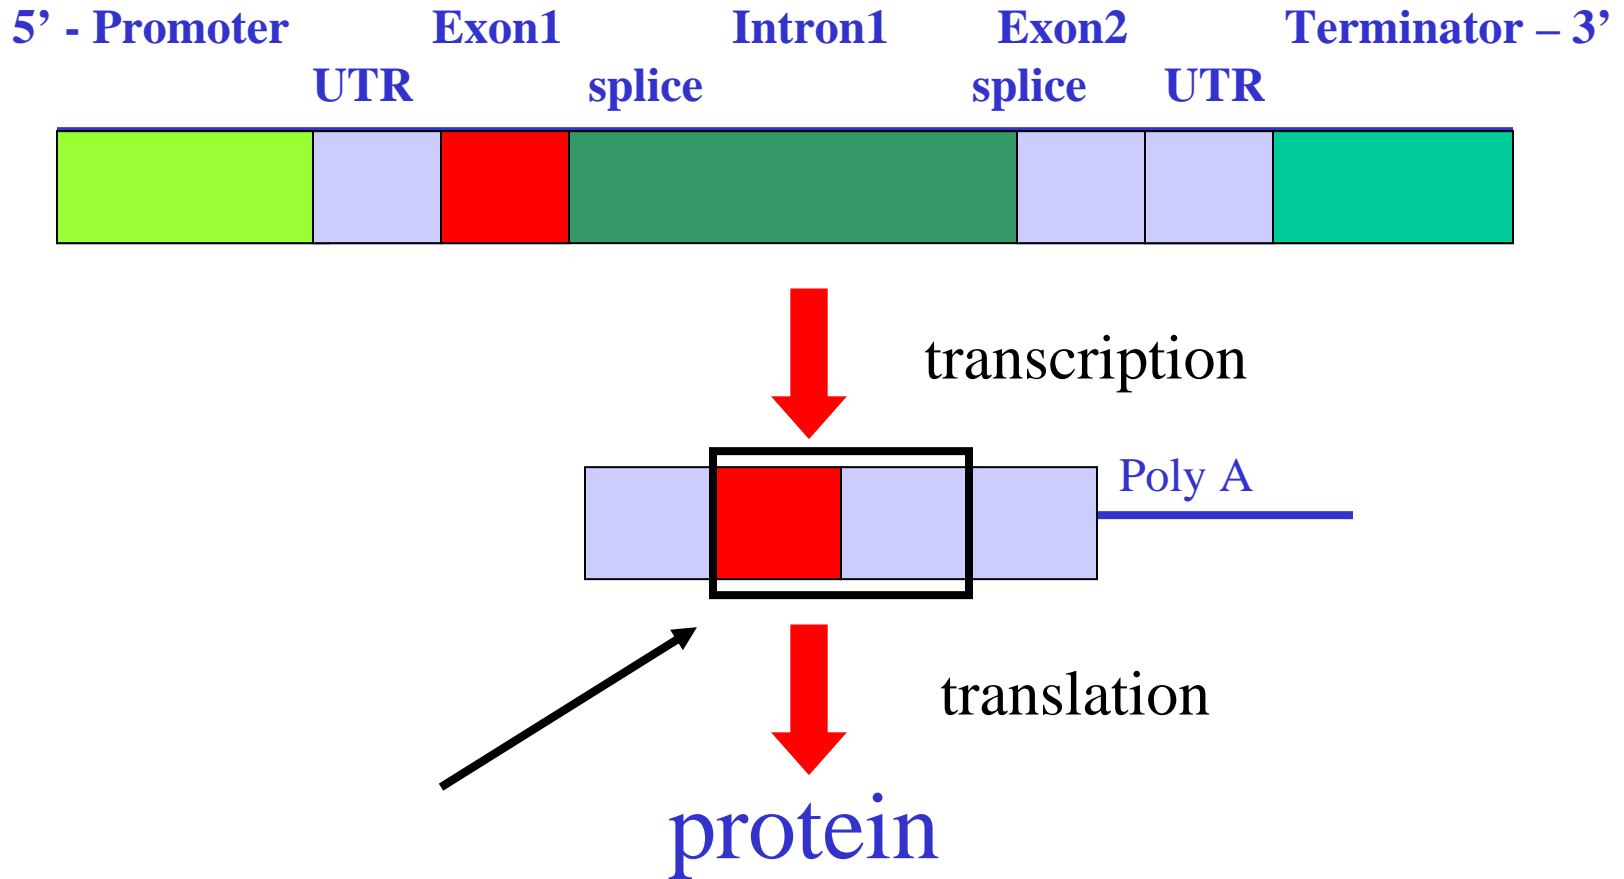 5’ - Promoter Exon1 Intron1 Exon2 Terminator – 3’
UTR splice splice UTR
transcription
Poly A
translation
protein